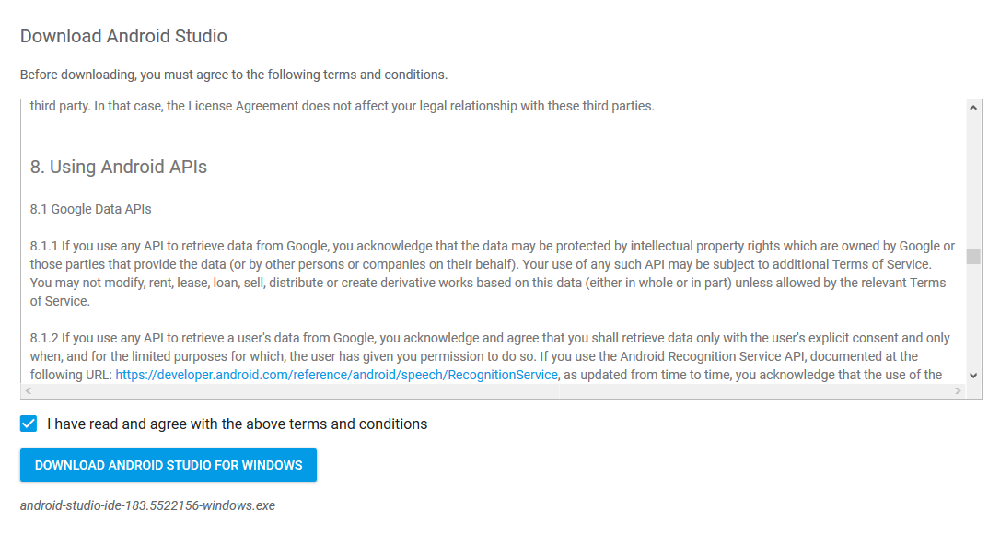 Download Android Studio
Before downloading, you must agree to the following terms and conditions.
third party. In that case, the License Agreement does not affect your legal relationship with these third parties.
8. Using Android APIs
8.1 Google Data APIs
8.1.1 If you use any API to retrieve data from Google, you acknowledge that the data may be protected by intellectual property rights which are owned by Google or
those parties that provide the data (or by other persons or companies on their behalf). Your use of any such API may be subject to additional Terms of Service.
You may not modify, rent, lease, loan, sell, distribute or create derivative works based on this data (either in whole or in part) unless allowed by the relevant Terms
of Service.
8.1.2 If you use any API to retrieve a user's data from Google, you acknowledge and agree that you shall retrieve data only with the user's explicit consent and only
when, and for the limited purposes for which, the user has given you permission to do so. If you use the Android Recognition Service API, documented at the
following URL: https://developer.android.com/reference/android/speech/RecognitionService, as updated from time to time, you acknowledge that the use of the
I have read and agree with the above terms and conditions
DOWNLOAD ANDROID STUDIO FOR WINDOWS
android-studio-ide-183.5522156-windows.exe